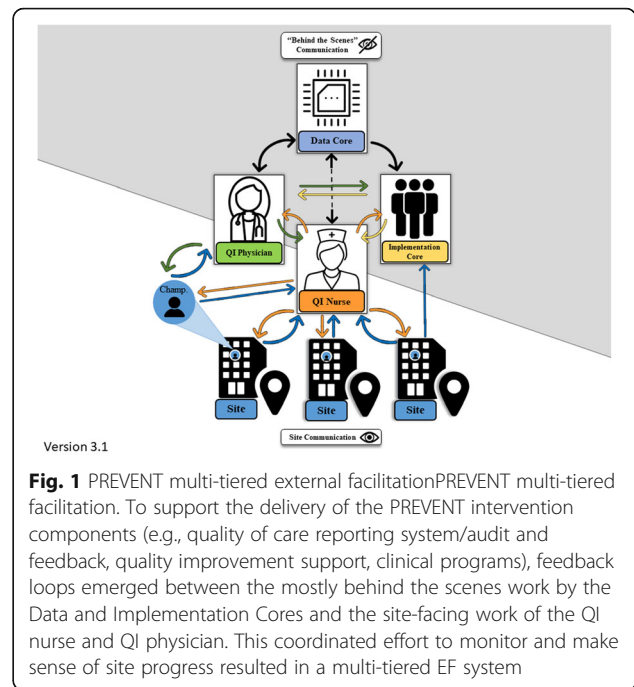 “Behind the Scenes”
Communication
Data Core
QI Physician
Implementation
Core
Champ.
QI Nurse
Site
Site
Site
Site Communication
Version 3.1
Fig. 1 PREVENT multi-tiered external facilitationPREVENT multi-tiered
facilitation. To support the delivery of the PREVENT intervention
components (e.g., quality of care reporting system/audit and
feedback, quality improvement support, clinical programs), feedback
loops emerged between the mostly behind the scenes work by the
Data and Implementation Cores and the site-facing work of the QI
nurse and QI physician. This coordinated effort to monitor and make
sense of site progress resulted in a multi-tiered EF system